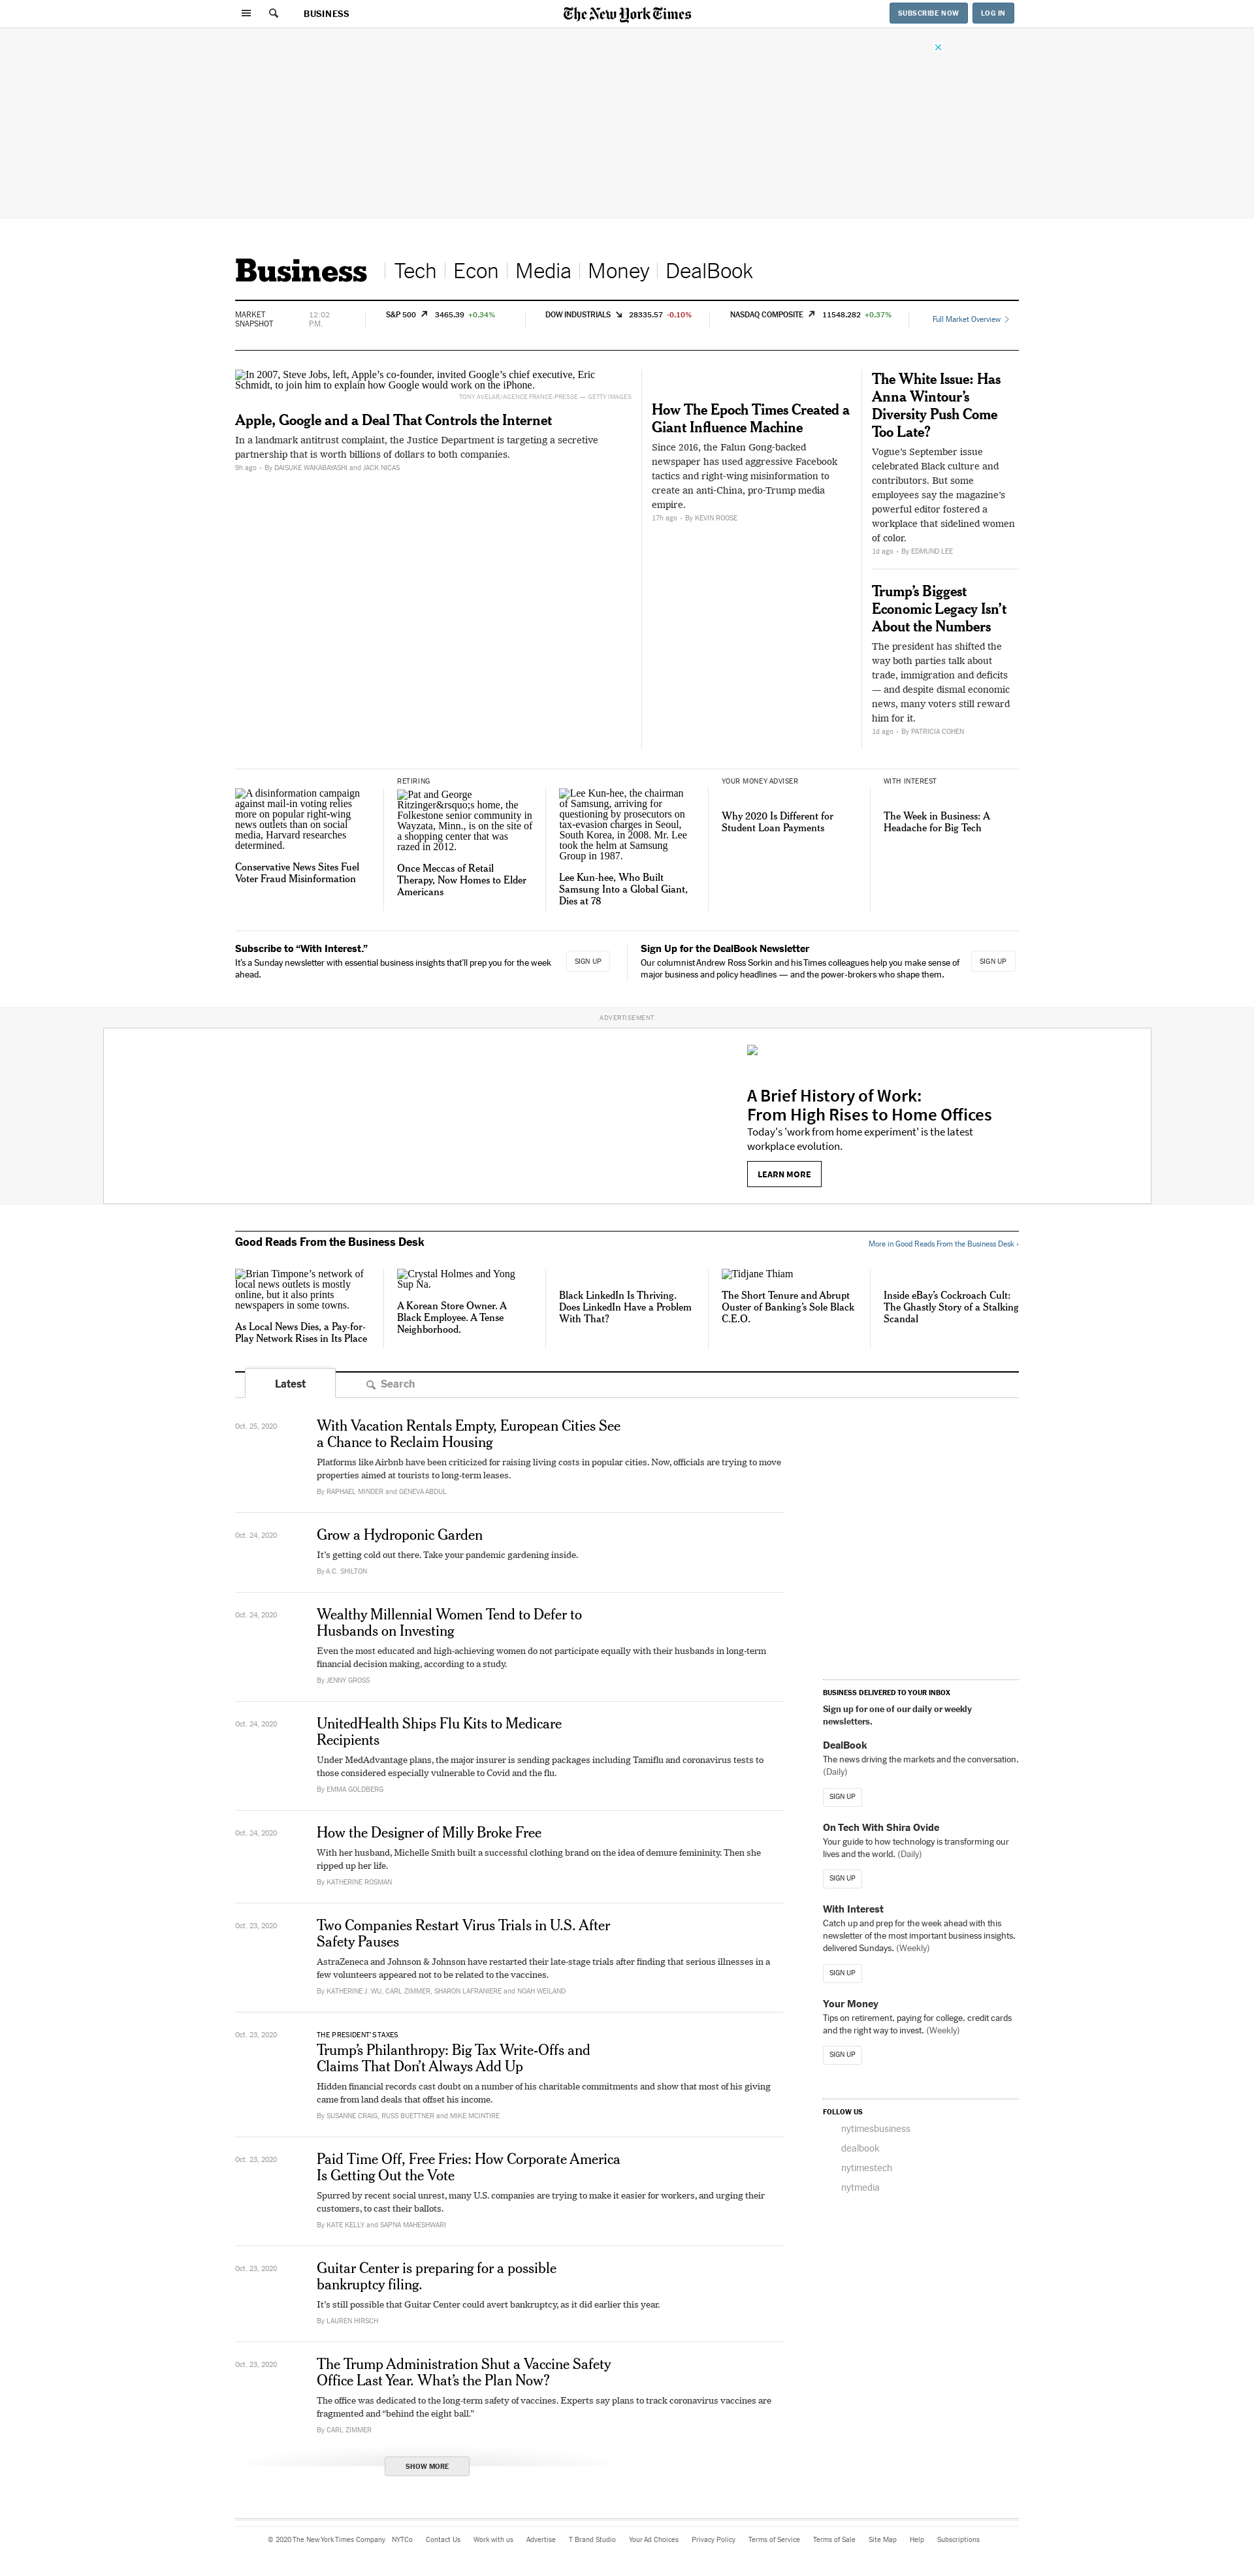 BUSINESS
The New York Times
SUBSCRIBE NOW
LOG IN
Business
Tech
Econ
Media
Money
DealBook
MARKET
SNAPSHOT
12:02
P.M.
S&P 500 3465.39 +0.34%
DOW INDUSTRIALS 28335.57 -0.10%
NASDAQ COMPOSITE 11548.282 +0.37%
Full Market Overview
In 2007, Steve Jobs, left, Apple’s co-founder, invited Google’s chief executive, Eric
Schmidt, to join him to explain how Google would work on the iPhone.
TONY AVELAR/AGENCE FRANCE-PRESSE — GETTY IMAGES
Apple, Google and a Deal That Controls the Internet
In a landmark antitrust complaint, the Justice Department is targeting a secretive
partnership that is worth billions of dollars to both companies.
9h ago • By DAISUKE WAKABAYASHI and JACK NICAS
How The Epoch Times Created a
Giant Influence Machine
Since 2016, the Falun Gong-backed
newspaper has used aggressive Facebook
tactics and right-wing misinformation to
create an anti-China, pro-Trump media
empire.
17h ago • By KEVIN ROOSE
The White Issue: Has
Anna Wintour’s
Diversity Push Come
Too Late?
Vogue’s September issue
celebrated Black culture and
contributors. But some
employees say the magazine’s
powerful editor fostered a
workplace that sidelined women
of color.
1d ago • By EDMUND LEE
Trump’s Biggest
Economic Legacy Isn’t
About the Numbers
The president has shifted the
way both parties talk about
trade, immigration and deficits
— and despite dismal economic
news, many voters still reward
him for it.
1d ago • By PATRICIA COHEN
A disinformation campaign
against mail-in voting relies
more on popular right-wing
news outlets than on social
media, Harvard researches
determined.
Conservative News Sites Fuel
Voter Fraud Misinformation
RETIRING
Pat and George
Ritzinger&rsquo;s home, the
Folkestone senior community in
Wayzata, Minn., is on the site of
a shopping center that was
razed in 2012.
Once Meccas of Retail
Therapy, Now Homes to Elder
Americans
Lee Kun-hee, the chairman
of Samsung, arriving for
questioning by prosecutors on
tax-evasion charges in Seoul,
South Korea, in 2008. Mr. Lee
took the helm at Samsung
Group in 1987.
Lee Kun-hee, Who Built
Samsung Into a Global Giant,
Dies at 78
YOUR MONEY ADVISER
Why 2020 Is Different for
Student Loan Payments
WITH INTEREST
The Week in Business: A
Headache for Big Tech
Subscribe to “With Interest.”
It’s a Sunday newsletter with essential business insights that’ll prep you for the week
ahead.
SIGN UP
Sign Up for the DealBook Newsletter
Our columnist Andrew Ross Sorkin and his Times colleagues help you make sense of
major business and policy headlines — and the power-brokers who shape them.
SIGN UP
ADVERTISEMENT
A Brief History of Work:
From High Rises to Home Offices
Today's 'work from home experiment' is the latest
workplace evolution.
LEARN MORE
Good Reads From the Business Desk
More in Good Reads From the Business Desk ›
Brian Timpone’s network of
local news outlets is mostly
online, but it also prints
newspapers in some towns.
As Local News Dies, a Pay-for-
Play Network Rises in Its Place
Crystal Holmes and Yong
Sup Na.
A Korean Store Owner. A
Black Employee. A Tense
Neighborhood.
Black LinkedIn Is Thriving.
Does LinkedIn Have a Problem
With That?
Tidjane Thiam
The Short Tenure and Abrupt
Ouster of Banking’s Sole Black
C.E.O.
Inside eBay’s Cockroach Cult:
The Ghastly Story of a Stalking
Scandal
Latest
Search
Oct. 25, 2020
With Vacation Rentals Empty, European Cities See
a Chance to Reclaim Housing
Platforms like Airbnb have been criticized for raising living costs in popular cities. Now, officials are trying to move
properties aimed at tourists to long-term leases.
By RAPHAEL MINDER and GENEVA ABDUL
Oct. 24, 2020
Grow a Hydroponic Garden
It’s getting cold out there. Take your pandemic gardening inside.
By A.C. SHILTON
Oct. 24, 2020
Wealthy Millennial Women Tend to Defer to
Husbands on Investing
Even the most educated and high-achieving women do not participate equally with their husbands in long-term
financial decision making, according to a study.
By JENNY GROSS
Oct. 24, 2020
UnitedHealth Ships Flu Kits to Medicare
Recipients
Under MedAdvantage plans, the major insurer is sending packages including Tamiflu and coronavirus tests to
those considered especially vulnerable to Covid and the flu.
By EMMA GOLDBERG
Oct. 24, 2020
How the Designer of Milly Broke Free
With her husband, Michelle Smith built a successful clothing brand on the idea of demure femininity. Then she
ripped up her life.
By KATHERINE ROSMAN
Oct. 23, 2020
Two Companies Restart Virus Trials in U.S. After
Safety Pauses
AstraZeneca and Johnson & Johnson have restarted their late-stage trials after finding that serious illnesses in a
few volunteers appeared not to be related to the vaccines.
By KATHERINE J. WU, CARL ZIMMER, SHARON LAFRANIERE and NOAH WEILAND
Oct. 23, 2020
THE PRESIDENT’S TAXES
Trump’s Philanthropy: Big Tax Write-Offs and
Claims That Don’t Always Add Up
Hidden financial records cast doubt on a number of his charitable commitments and show that most of his giving
came from land deals that offset his income.
By SUSANNE CRAIG, RUSS BUETTNER and MIKE MCINTIRE
Oct. 23, 2020
Paid Time Off, Free Fries: How Corporate America
Is Getting Out the Vote
Spurred by recent social unrest, many U.S. companies are trying to make it easier for workers, and urging their
customers, to cast their ballots.
By KATE KELLY and SAPNA MAHESHWARI
Oct. 23, 2020
Guitar Center is preparing for a possible
bankruptcy filing.
It’s still possible that Guitar Center could avert bankruptcy, as it did earlier this year.
By LAUREN HIRSCH
Oct. 23, 2020
The Trump Administration Shut a Vaccine Safety
Office Last Year. What’s the Plan Now?
The office was dedicated to the long-term safety of vaccines. Experts say plans to track coronavirus vaccines are
fragmented and “behind the eight ball.”
By CARL ZIMMER
SHOW MORE
BUSINESS DELIVERED TO YOUR INBOX
Sign up for one of our daily or weekly
newsletters.
DealBook
The news driving the markets and the conversation.
(Daily)
SIGN UP
On Tech With Shira Ovide
Your guide to how technology is transforming our
lives and the world. (Daily)
SIGN UP
With Interest
Catch up and prep for the week ahead with this
newsletter of the most important business insights,
delivered Sundays. (Weekly)
SIGN UP
Your Money
Tips on retirement, paying for college, credit cards
and the right way to invest. (Weekly)
SIGN UP
FOLLOW US
nytimesbusiness
dealbook
nytimestech
nytmedia
© 2020 The New York Times Company NYTCo Contact Us Work with us Advertise T Brand Studio Your Ad Choices Privacy Policy Terms of Service Terms of Sale Site Map Help Subscriptions